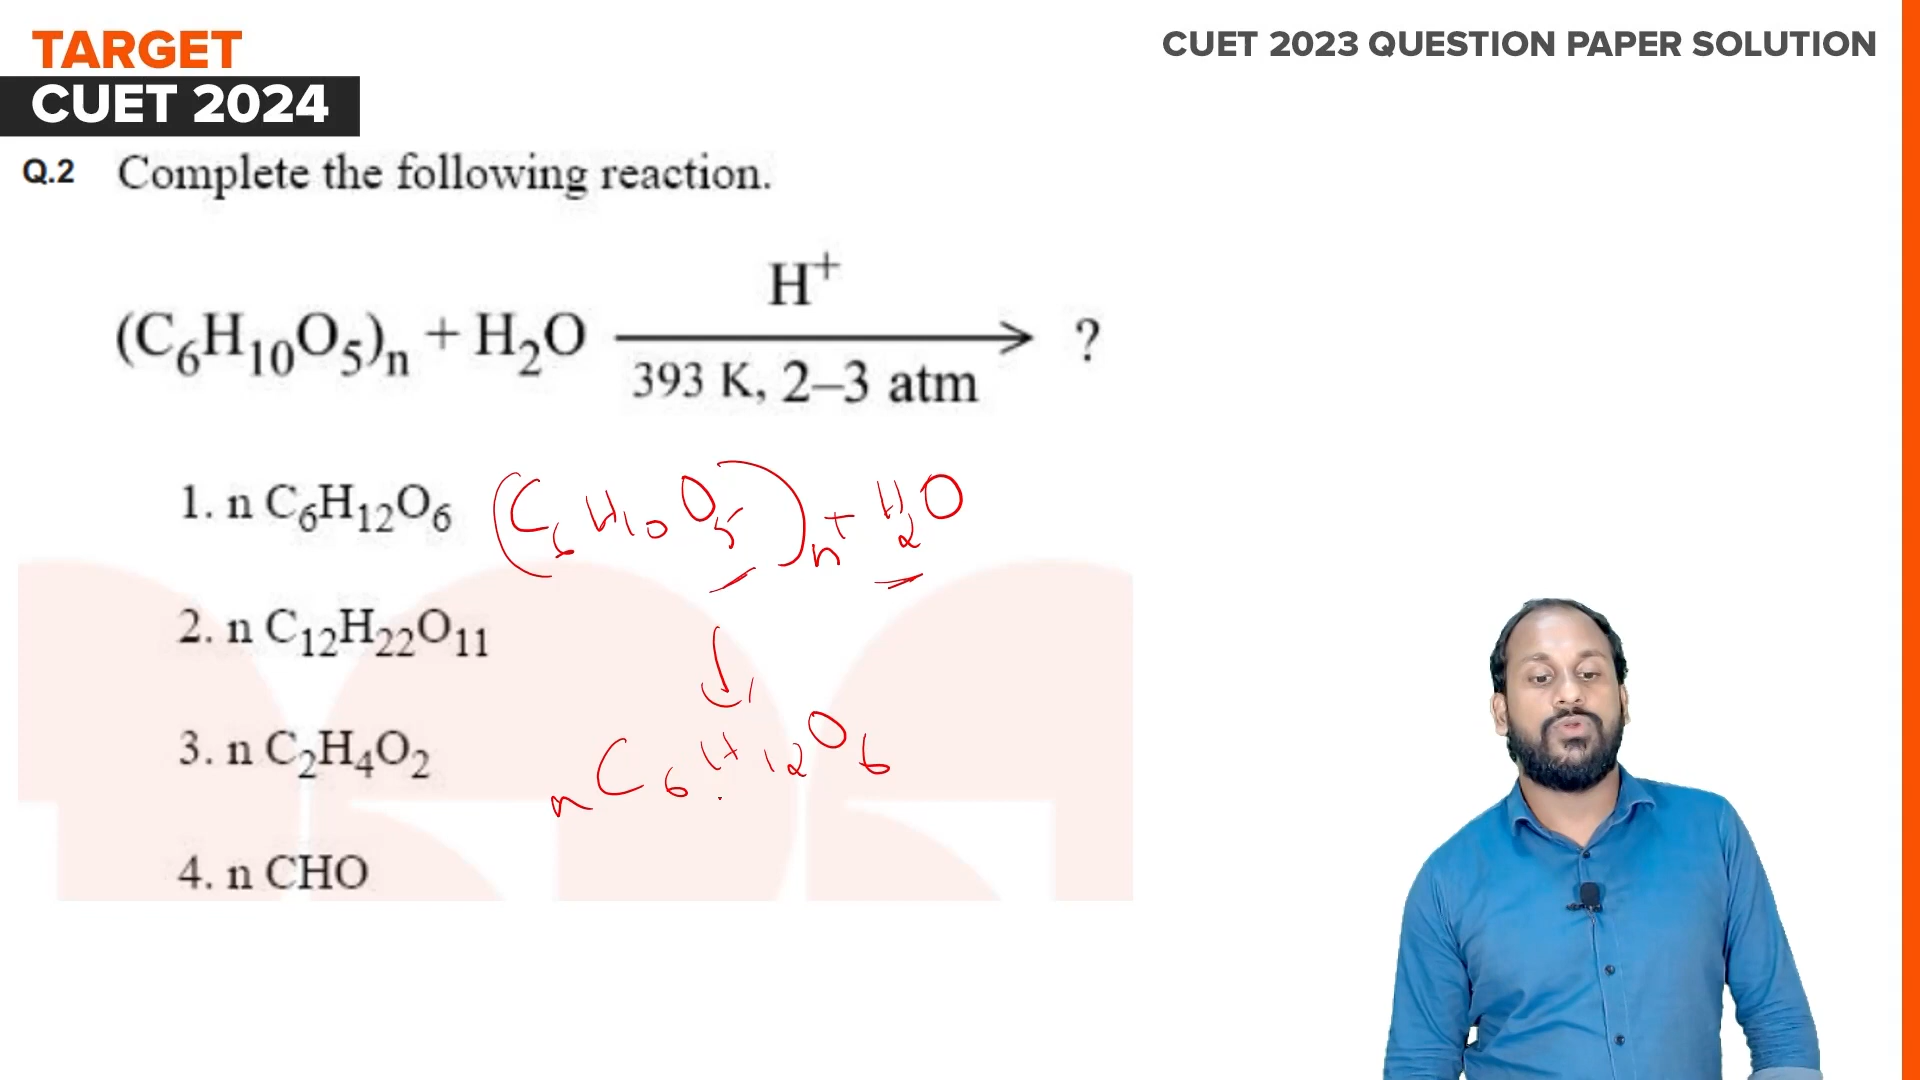 TARGET
CUET 2024
CUET 2023 QUESTION PAPER SOLUTION
Q.2 Complete the following reaction.
H⁺
(C₆H₁₀O₅)ₙ + H₂O ⟶ ?
393 K, 2–3 atm
1. n C₆H₁₂O₆
(C₆H₁₀O₅)ₙ + H₂O
2. n C₁₂H₂₂O₁₁
3. n C₂H₄O₂
nC₆H₁₂O₆
4. n CHO